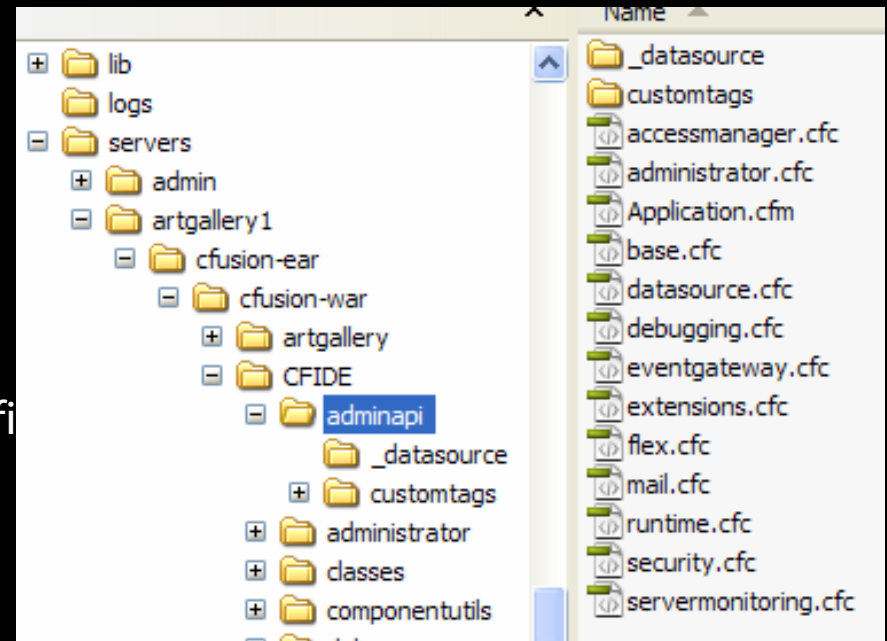 lib
logs
servers
admin
artgallery1
cfusion-ear
cfusion-war
artgallery
CFIDE
adminapi
_datasource
customtags
administrator
classes
componentutils
fi
Name
_datasource
customtags
accessmanager.cfc
administrator.cfc
Application.cfm
base.cfc
datasource.cfc
debugging.cfc
eventgateway.cfc
extensions.cfc
flex.cfc
mail.cfc
runtime.cfc
security.cfc
servermonitoring.cfc